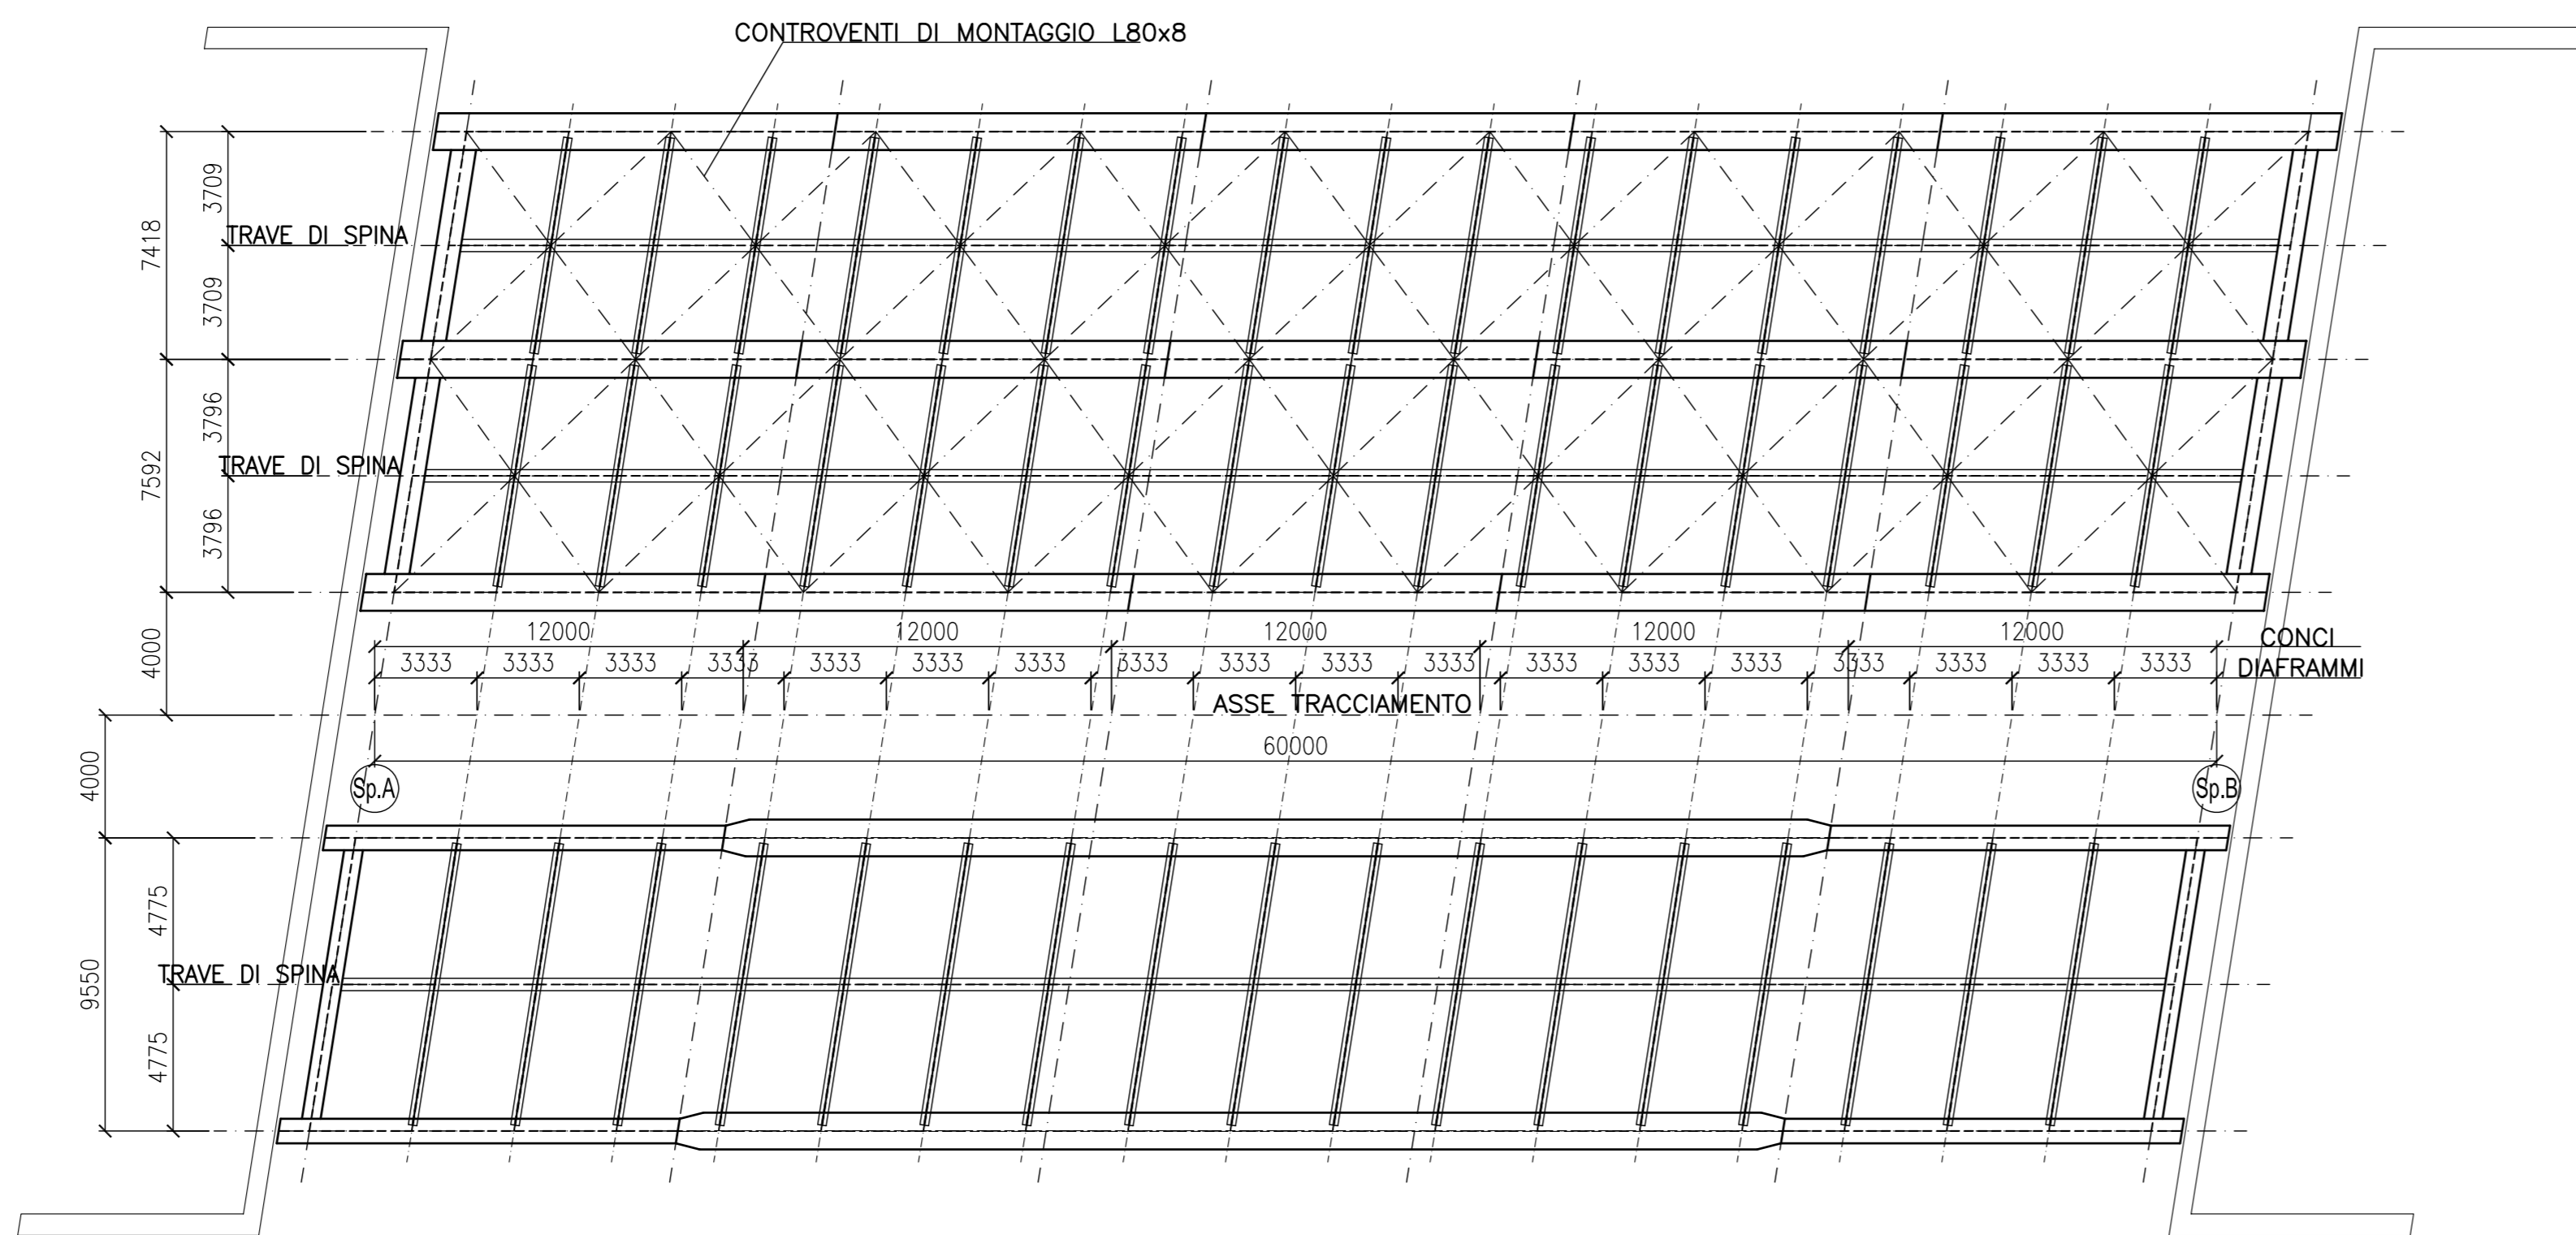 CONTROVENTI DI MONTAGGIO L80x8
3709
7418
TRAVE DI SPINA
3709
3796
7592
TRAVE DI SPINA
3796
4000
12000 12000 12000 12000 12000 CONCI
3333 3333 3333 3333 3333 3333 3333 3333 3333 3333 3333 3333 3333 3333 3333 3333 3333 3333 DIAFRAMMI
ASSE TRACCIAMENTO
60000
4000
Sp.A Sp.B
4775
TRAVE DI SPINA
9550
4775